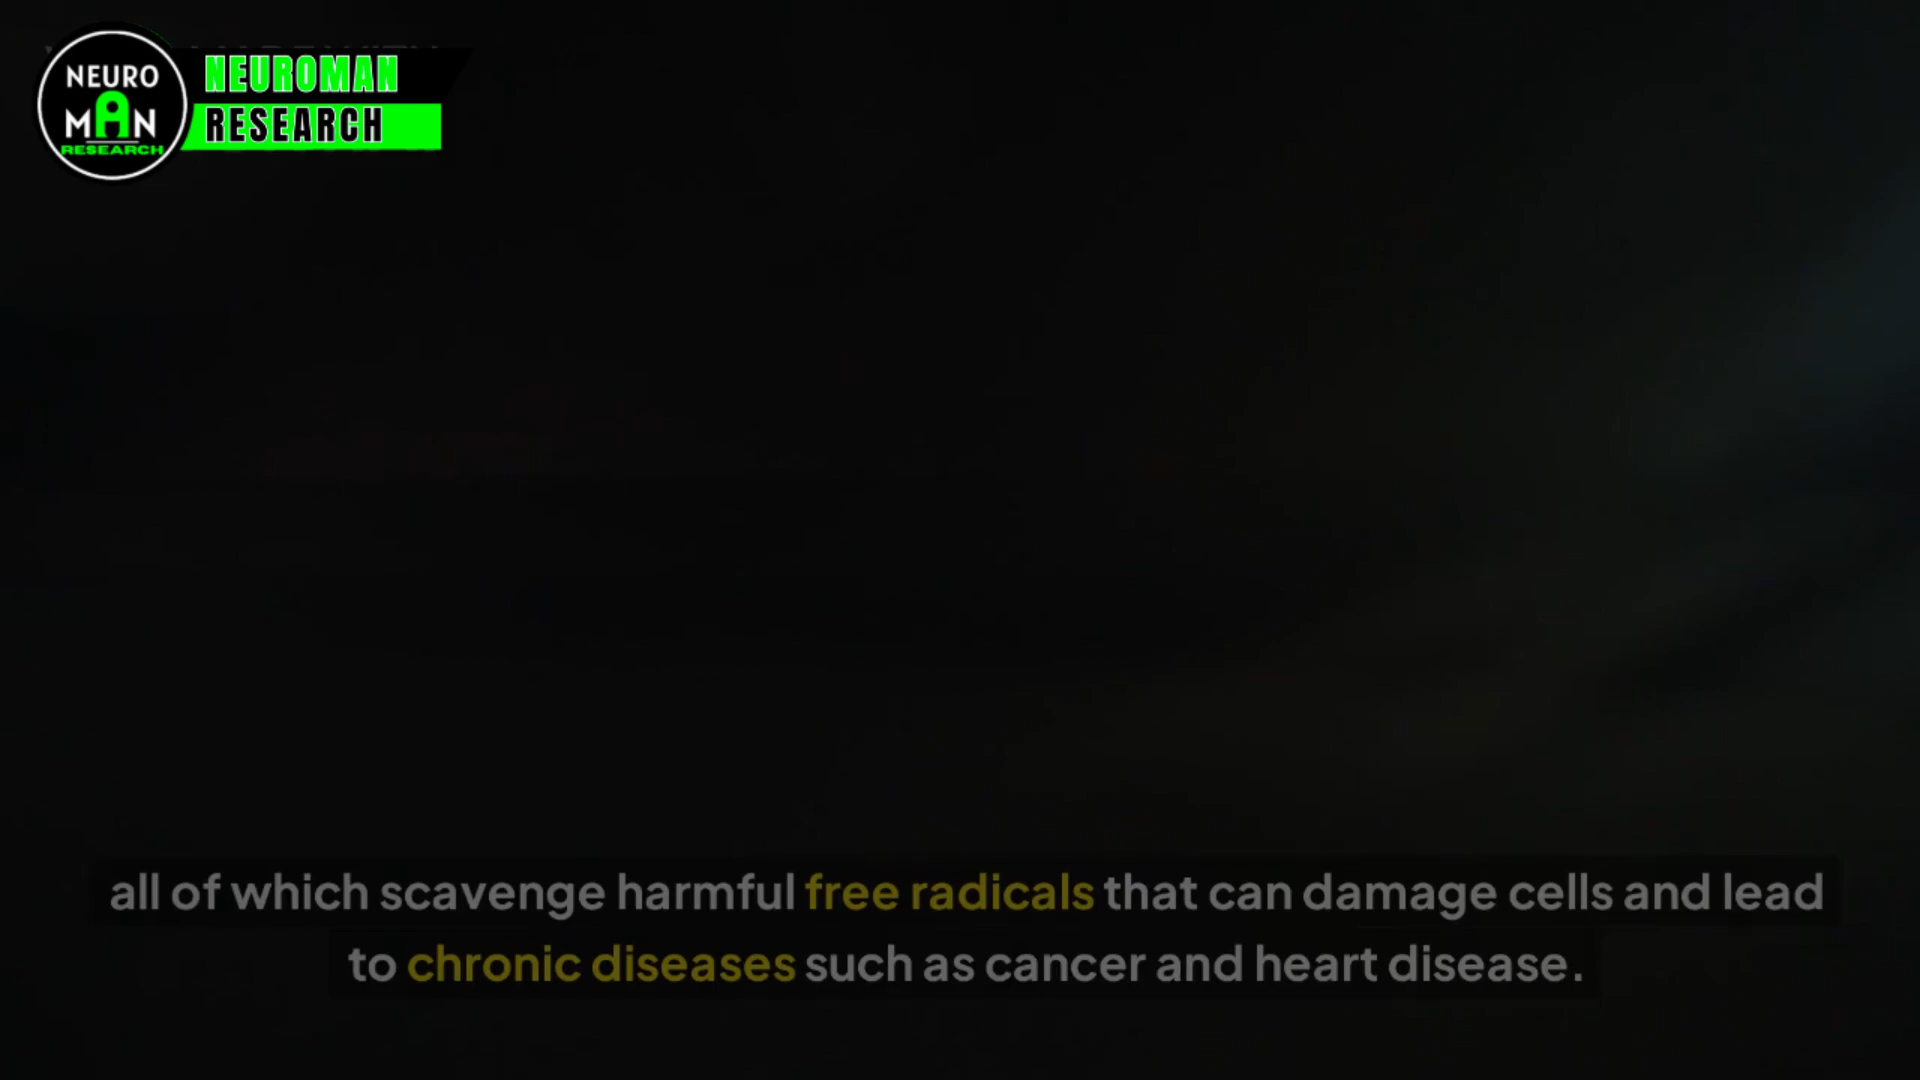 NEURO
MAN
RESEARCH
NEUROMAN
RESEARCH
all of which scavenge harmful free radicals that can damage cells and lead
to chronic diseases such as cancer and heart disease.